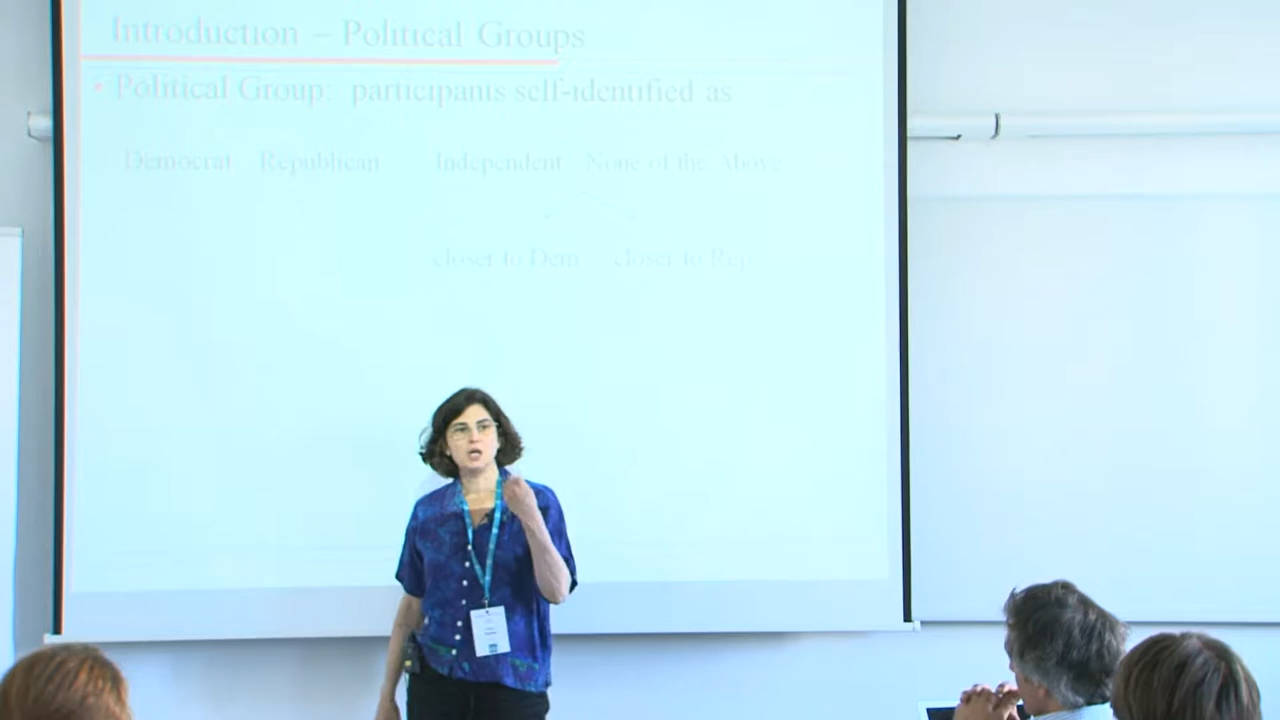 Introduction – Political Groups
• Political Group: participants self-identified as
Democrat Republican Independent None of the Above
closer to Dem closer to Rep